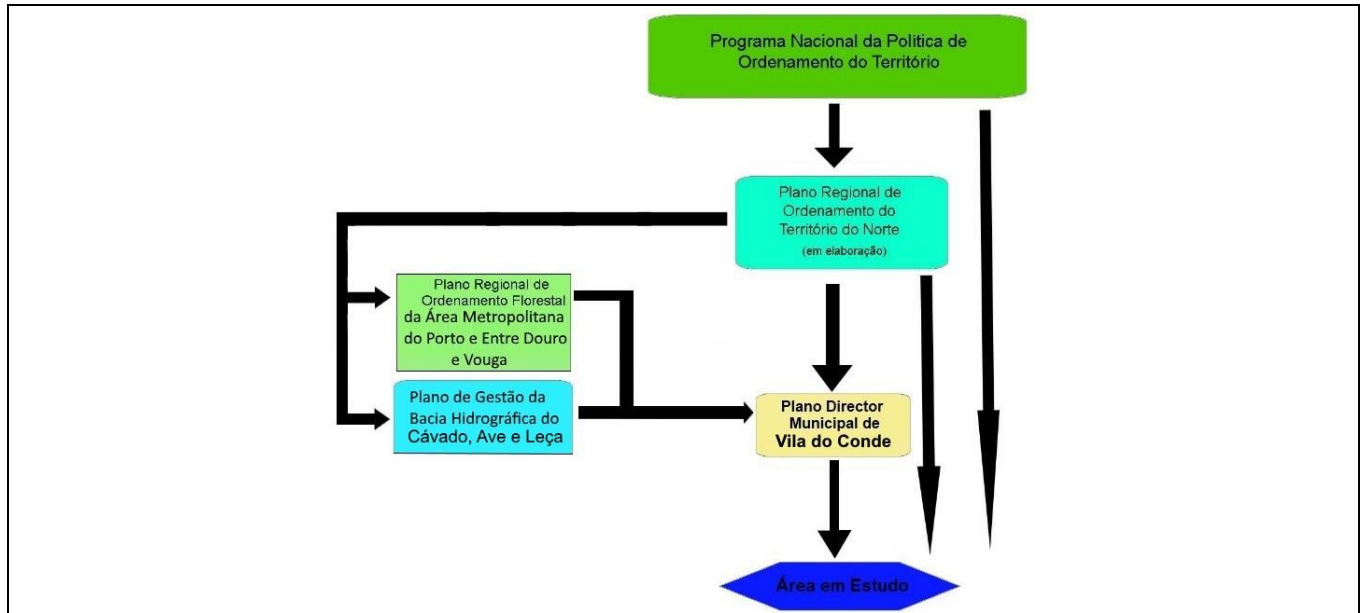 Programa Nacional da Politica de
Ordenamento do Território
Plano Regional de
Ordenamento do
Território do Norte
(em elaboração)
Plano Regional de
Ordenamento Florestal
da Área Metropolitana
do Porto e Entre Douro
e Vouga
Plano de Gestão da
Bacia Hidrográfica do
Cávado, Ave e Leça
Plano Director
Municipal de
Vila do Conde
Área em Estudo